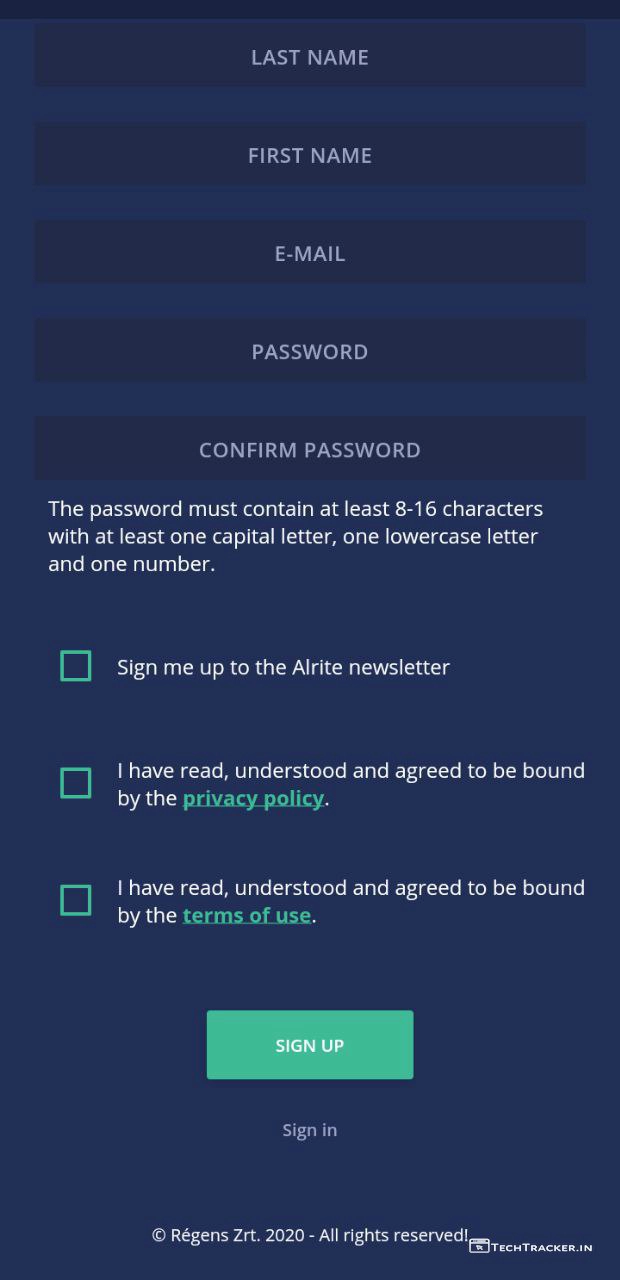 LAST NAME
FIRST NAME
E-MAIL
PASSWORD
CONFIRM PASSWORD
The password must contain at least 8-16 characters
with at least one capital letter, one lowercase letter
and one number.
Sign me up to the Alrite newsletter
I have read, understood and agreed to be bound
by the privacy policy.
I have read, understood and agreed to be bound
by the terms of use.
SIGN UP
Sign in
© Régens Zrt. 2020 - All rights reserved!
TECHTRACKER.IN